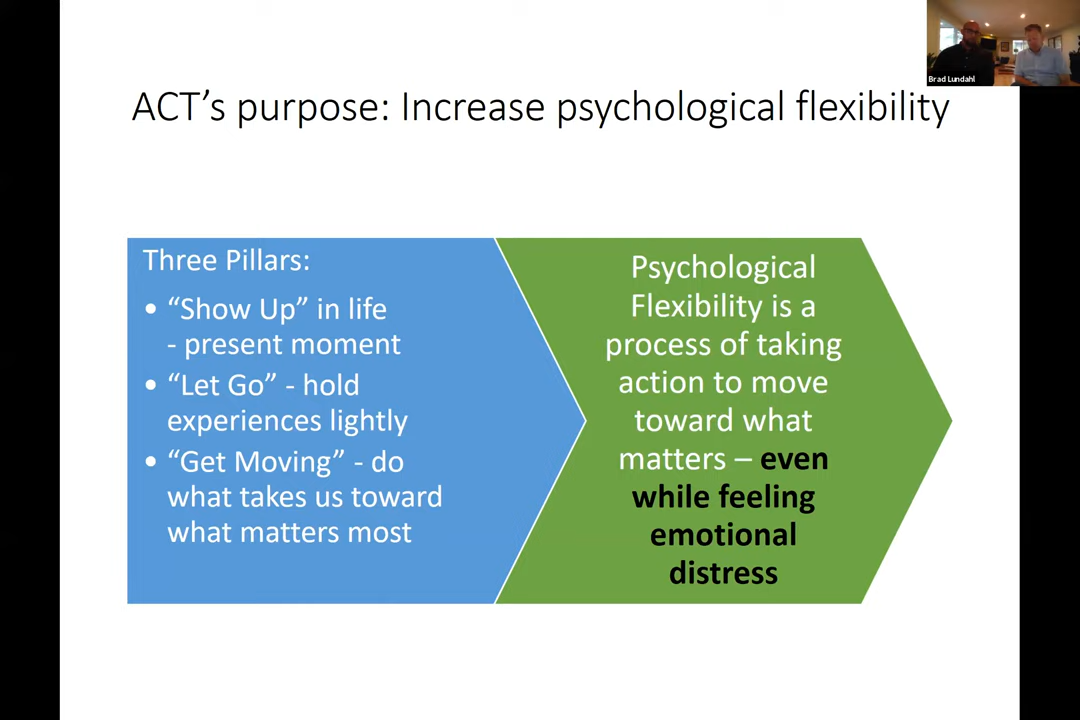 Brad Lundahl
ACT’s purpose: Increase psychological flexibility
Three Pillars:
• “Show Up” in life
- present moment
• “Let Go” - hold
experiences lightly
• “Get Moving” - do
what takes us toward
what matters most
Psychological
Flexibility is a
process of taking
action to move
toward what
matters – even
while feeling
emotional
distress